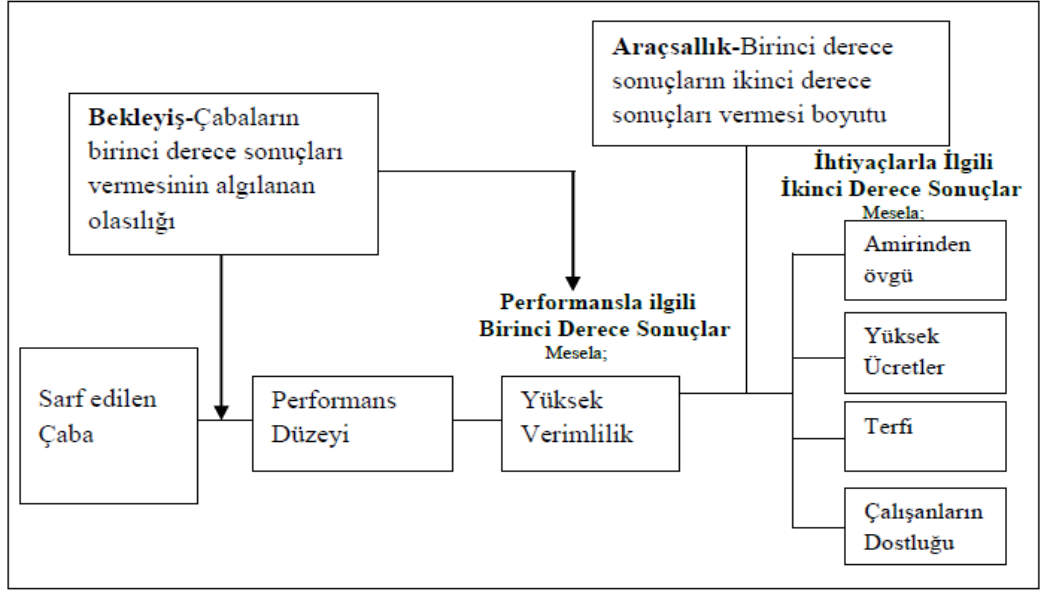 Araçsallık-Birinci derece
sonuçların ikinci derece
sonuçları vermesi boyutu
Bekleyiş-Çabaların
birinci derece sonuçları
vermesinin algılanan
olasılığı
İhtiyaçlarla İlgili
İkinci Derece Sonuçlar
Mesela;
Amirinden
övgü
Performansla ilgili
Birinci Derece Sonuçlar
Mesela;
Yüksek
Ücretler
Sarf edilen
Çaba
Performans
Düzeyi
Yüksek
Verimlilik
Terfi
Çalışanların
Dostluğu